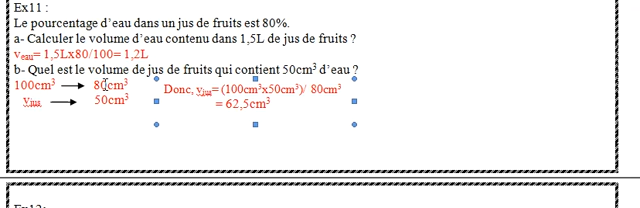 Ex11 :
Le pourcentage d'eau dans un jus de fruits est 80%.
a- Calculer le volume d'eau contenu dans 1,5L de jus de fruits ?
Veau= 1,5Lx80/100= 1,2L
b- Quel est le volume de jus de fruits qui contient 50cm³ d'eau ?
100cm³ → 80cm³
Vjus → 50cm³
Donc, Vjus= (100cm³x50cm³)/ 80cm³
= 62,5cm³